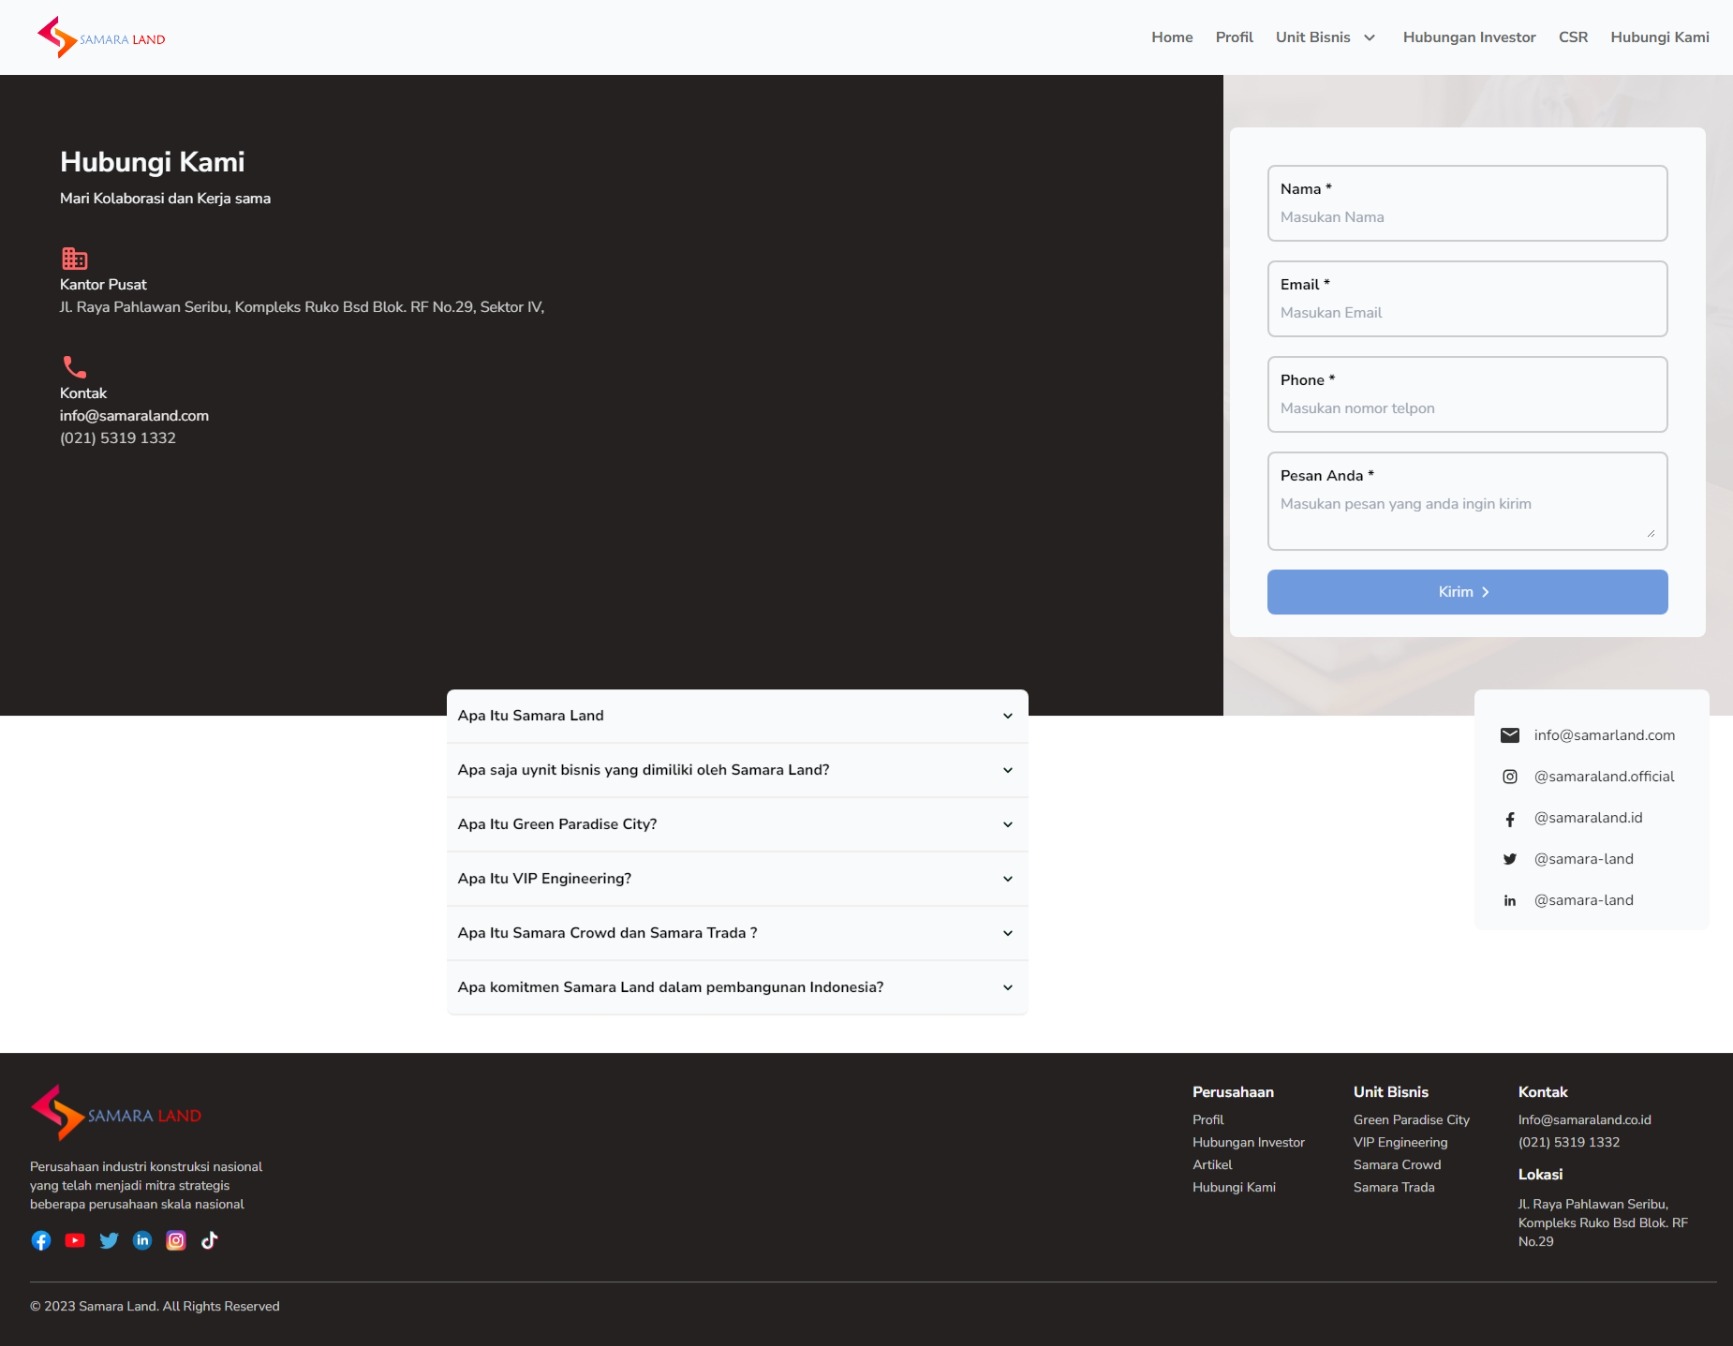 SAMARA LAND
Home
Profil
Unit Bisnis
Hubungan Investor
CSR
Hubungi Kami
Hubungi Kami
Mari Kolaborasi dan Kerja sama
Kantor Pusat
Jl. Raya Pahlawan Seribu, Kompleks Ruko Bsd Blok. RF No.29, Sektor IV,
Kontak
info@samaraland.com
(021) 5319 1332
Nama *
Masukan Nama
Email *
Masukan Email
Phone *
Masukan nomor telpon
Pesan Anda *
Masukan pesan yang anda ingin kirim
Kirim
Apa Itu Samara Land
Apa saja uynit bisnis yang dimiliki oleh Samara Land?
Apa Itu Green Paradise City?
Apa Itu VIP Engineering?
Apa Itu Samara Crowd dan Samara Trada ?
Apa komitmen Samara Land dalam pembangunan Indonesia?
info@samarland.com
@samaraland.official
@samaraland.id
@samara-land
@samara-land
SAMARA LAND
Perusahaan industri konstruksi nasional
yang telah menjadi mitra strategis
beberapa perusahaan skala nasional
Perusahaan
Profil
Hubungan Investor
Artikel
Hubungi Kami
Unit Bisnis
Green Paradise City
VIP Engineering
Samara Crowd
Samara Trada
Kontak
Info@samaraland.co.id
(021) 5319 1332
Lokasi
Jl. Raya Pahlawan Seribu,
Kompleks Ruko Bsd Blok. RF
No.29
© 2023 Samara Land. All Rights Reserved